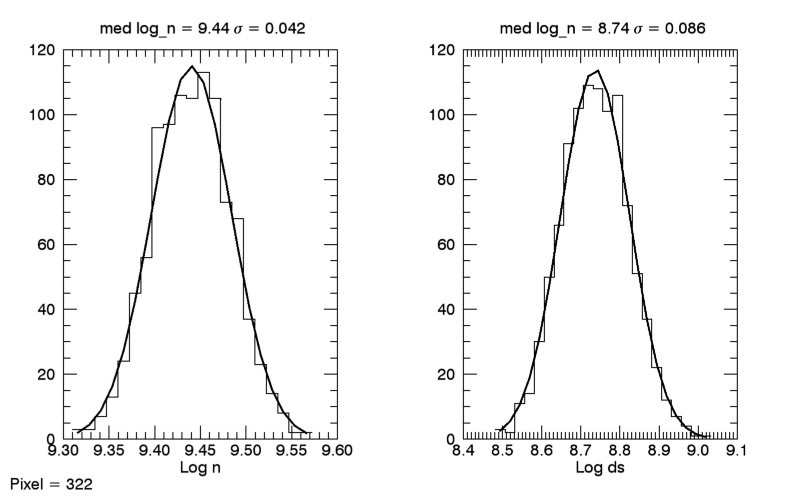 med log_n = 9.44 σ = 0.042
120
100
80
60
40
20
0
9.30 9.35 9.40 9.45 9.50 9.55 9.60
Log n
med log_n = 8.74 σ = 0.086
120
100
80
60
40
20
0
8.4 8.5 8.6 8.7 8.8 8.9 9.0 9.1
Log ds
Pixel = 322